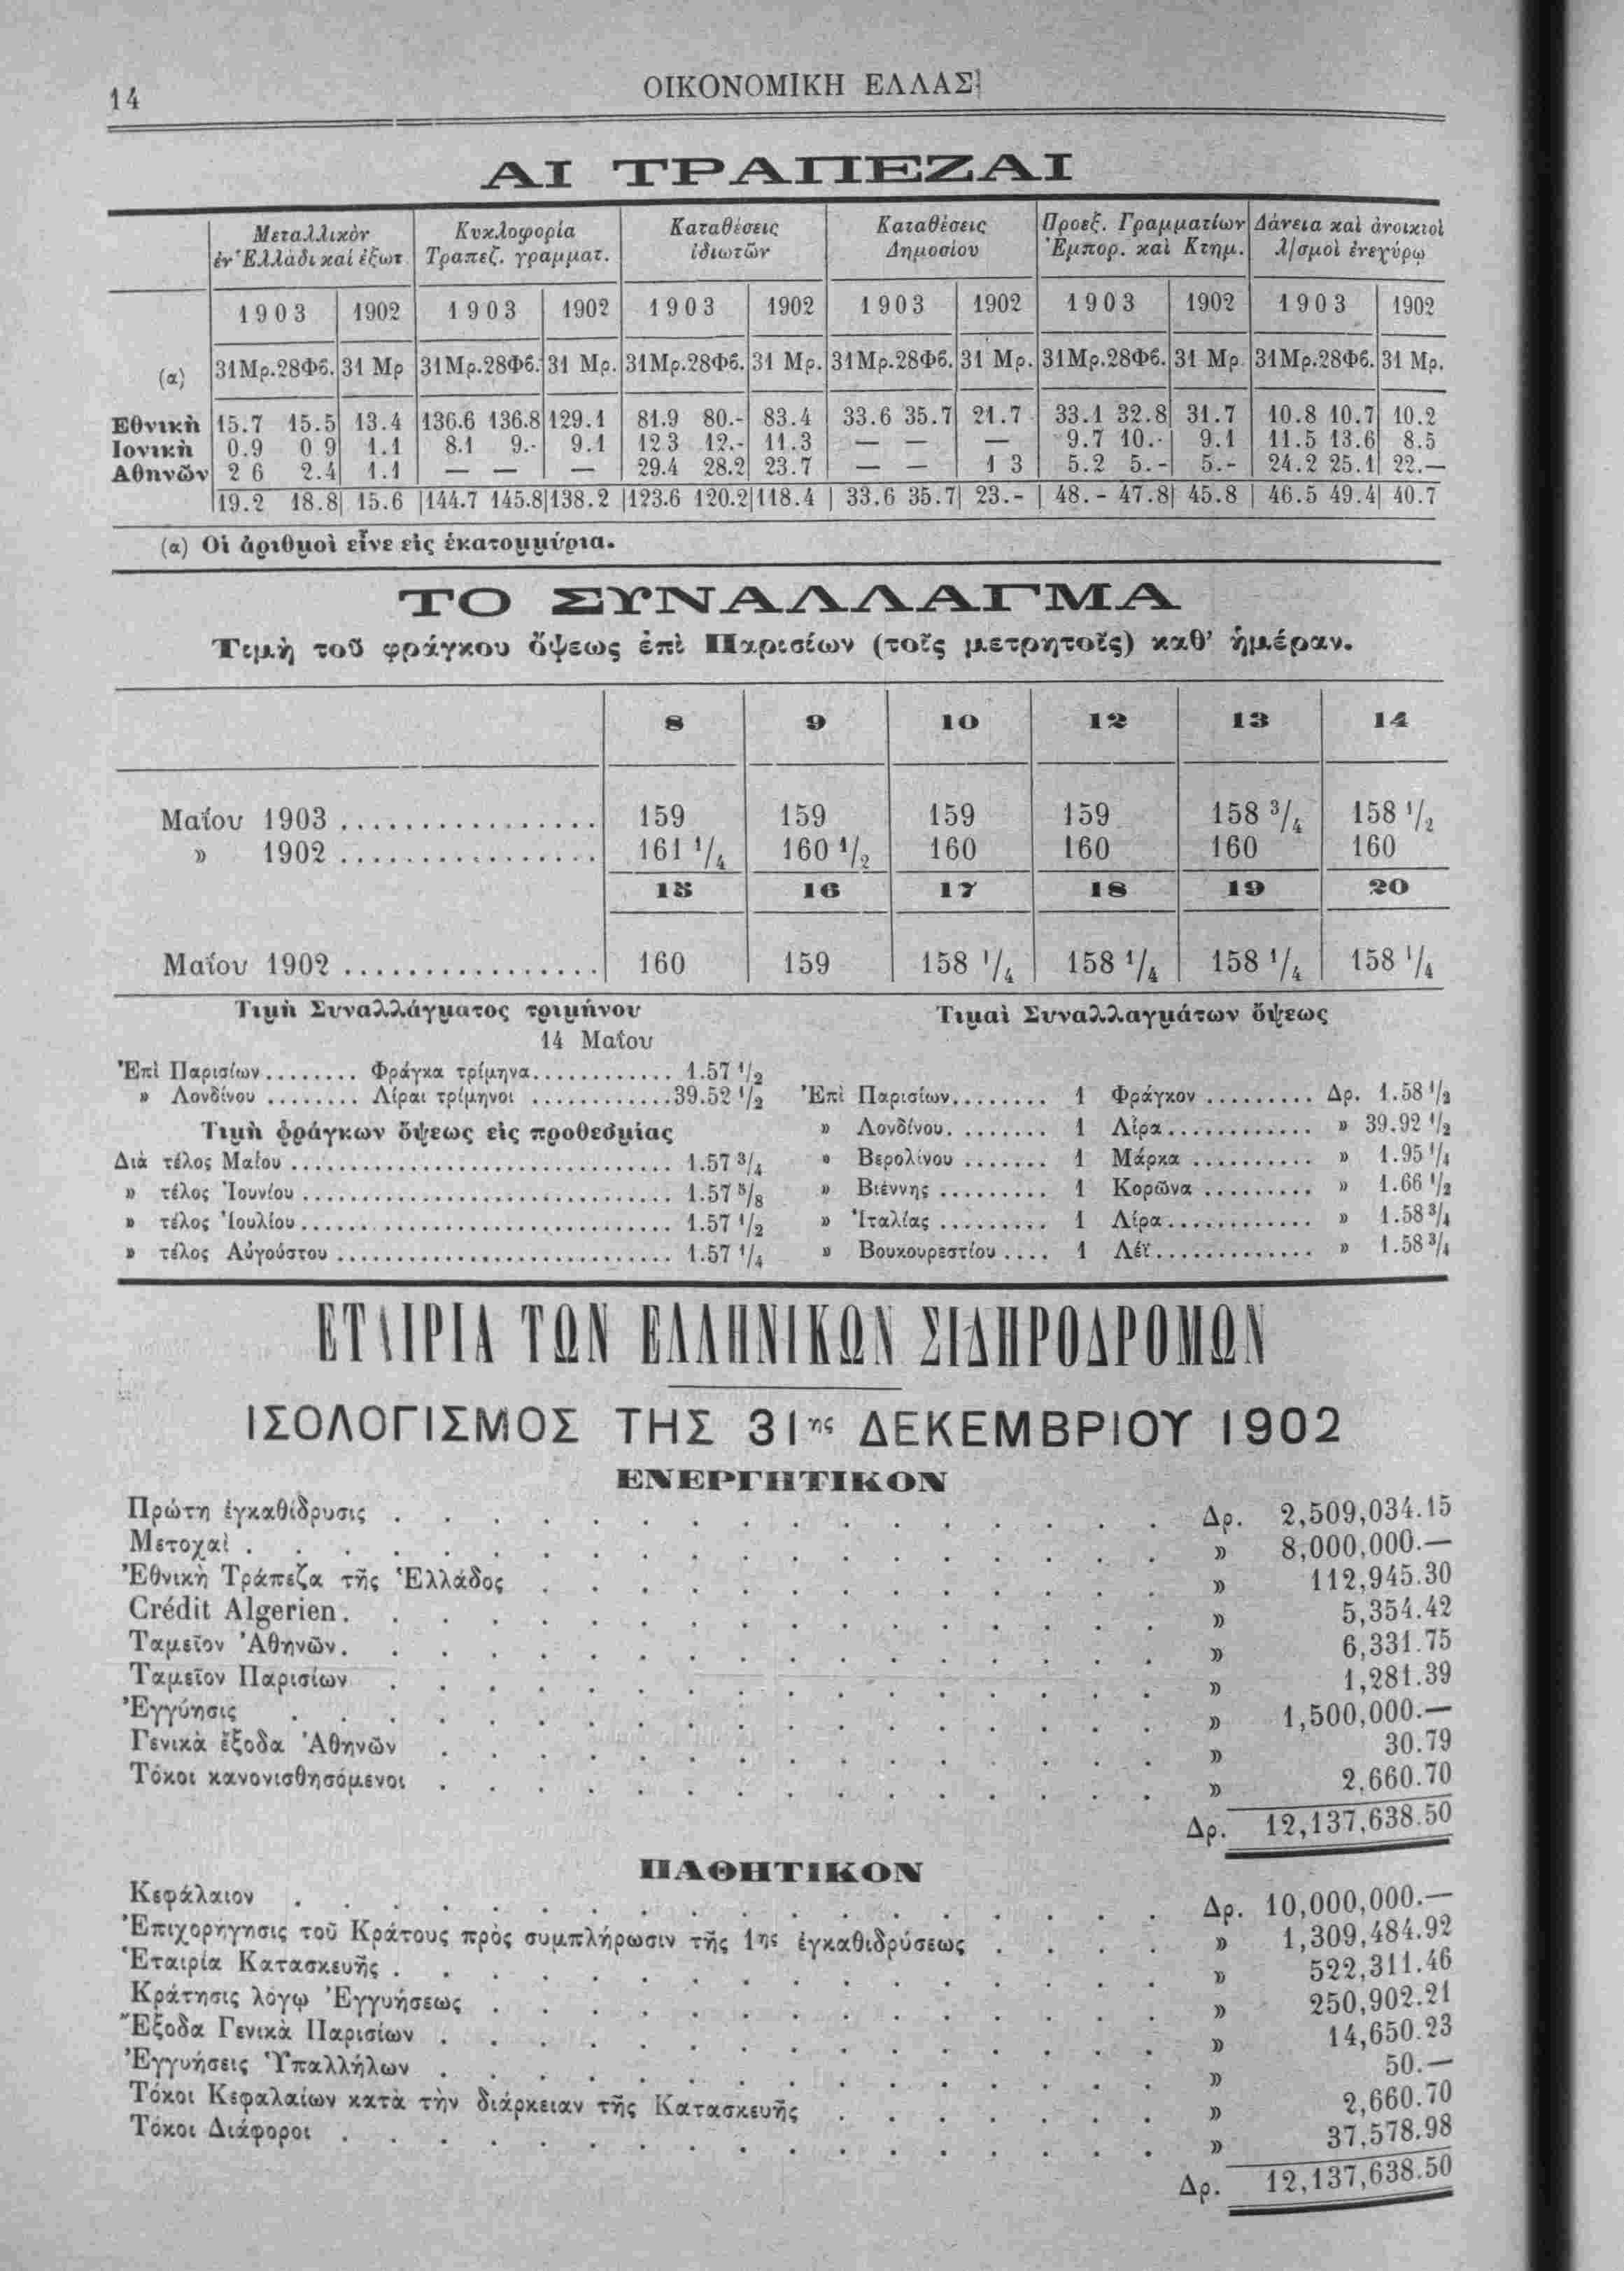 14
ΟΙΚΟΝΟΜΙΚΗ ΕΛΛΑΣ
ΑΙ ΤΡΑΠΕΖΑΙ
Μεταλλικὸν Κυκλοφορία Καταθέσεις Καταθέσεις Προεξ. Γραμματίων Δάνεια καὶ ἀνοικτοὶ
ἐν Ἑλλάδι καὶ ἐξωτ. Τραπεζ. γραμματ. ἰδιωτῶν Δημοσίου Ἐμπορ. καὶ Κτημ. λ/σμοὶ ἐνεχύρῳ
1903 1902 1903 1902 1903 1902 1903 1902 1903 1902 1903 1902
(α) 31Μρ.28Φβ. 31 Μρ 31Μρ.28Φβ. 31 Μρ. 31Μρ.28Φβ. 31 Μρ. 31Μρ.28Φβ. 31 Μρ. 31Μρ.28Φβ. 31 Μρ. 31Μρ.28Φβ. 31 Μρ.
Εθνικὴ 15.7 15.5 13.4 136.6 136.8 129.1 81.9 80.- 83.4 33.6 35.7 21.7 33.1 32.8 31.7 10.8 10.7 10.2
Ιονικὴ 0.9 0 9 1.1 8.1 9.- 9.1 12 3 12.- 11.3 — — — 9.7 10.- 9.1 11.5 13.6 8.5
Αθηνῶν 2 6 2.4 1.1 — — — 29.4 28.2 23.7 — — 1 3 5.2 5.- 5.- 24.2 25.1 22.—
19.2 18.8 15.6 144.7 145.8 138.2 123.6 120.2 118.4 33.6 35.7 23.- 48.- 47.8 45.8 46.5 49.4 40.7
(α) Οἱ ἀριθμοὶ εἶνε εἰς ἑκατομμύρια.
ΤΟ ΣΥΝΑΛΛΑΓΜΑ
Τιμὴ τοῦ φράγκου ὄψεως ἐπὶ Παρισίων (τοῖς μετρητοῖς) καθ' ἡμέραν.
8 9 10 12 13 14
Μαΐου 1903 ................ 159 159 159 159 158 3/4 158 1/2
» 1902 ................ 161 1/4 160 1/2 160 160 160 160
15 16 17 18 19 20
Μαΐου 1902 ................ 160 159 158 1/4 158 1/4 158 1/4 158 1/4
Τιμὴ Συναλλάγματος τριμήνου
14 Μαΐου
Ἐπὶ Παρισίων........ Φράγκα τρίμηνα............. 1.57 1/2
» Λονδίνου ........ Λίραι τρίμηνοι .............39.52 1/2
Τιμὴ φράγκων ὄψεως εἰς προθεσμίας
Διὰ τέλος Μαΐου ................................ 1.57 3/4
» τέλος Ἰουνίου ................................ 1.57 5/8
» τέλος Ἰουλίου ................................ 1.57 1/2
» τέλος Αὐγούστου ............................. 1.57 1/4
Τιμαὶ Συναλλαγμάτων ὄψεως
Ἐπὶ Παρισίων......... 1 Φράγκον .......... Δρ. 1.58 1/2
» Λονδίνου. ........ 1 Λίρα............. » 39.92 1/2
» Βερολίνου ....... 1 Μάρκα ........... » 1.95 1/4
» Βιέννης .......... 1 Κορῶνα .......... » 1.66 1/2
» Ἰταλίας .......... 1 Λίρα............. » 1.58 3/4
» Βουκουρεστίου .... 1 Λέϊ.............. » 1.58 3/4
ΕΤΑΙΡΙΑ ΤΩΝ ΕΛΛΗΝΙΚΩΝ ΣΙΔΗΡΟΔΡΟΜΩΝ
ΙΣΟΛΟΓΙΣΜΟΣ ΤΗΣ 31ης ΔΕΚΕΜΒΡΙΟΥ 1902
ΕΝΕΡΓΗΤΙΚΟΝ
Πρώτη ἐγκαθίδρυσις . . . . . . . . . . Δρ. 2,509,034.15
Μετοχαὶ . . . . . . . . . . » 8,000,000.—
Ἐθνικὴ Τράπεζα τῆς Ἑλλάδος . . . . . . . . . . » 112,945.30
Crédit Algerien. . . . . . . . . . » 5,354.42
Ταμεῖον Ἀθηνῶν. . . . . . . . . . » 6,331.75
Ταμεῖον Παρισίων . . . . . . . . . . » 1,281.39
Ἐγγύησις . . . . . . . . . . » 1,500,000.—
Γενικὰ ἔξοδα Ἀθηνῶν . . . . . . . . . . » 30.79
Τόκοι κανονισθησόμενοι . . . . . . . . . . » 2,660.70
Δρ. 12,137,638.50
ΠΑΘΗΤΙΚΟΝ
Κεφάλαιον . . . . . . . . . . Δρ. 10,000,000.—
Ἐπιχορήγησις τοῦ Κράτους πρὸς συμπλήρωσιν τῆς 1ης ἐγκαθιδρύσεως . . . . » 1,309,484.92
Ἑταιρία Κατασκευῆς . . . . . . . . . . » 522,311.46
Κράτησις λόγῳ Ἐγγυήσεως . . . . . . . . . . » 250,902.21
Ἔξοδα Γενικὰ Παρισίων . . . . . . . . . . » 14,650.23
Ἐγγυήσεις Ὑπαλλήλων . . . . . . . . . . » 50.—
Τόκοι Κεφαλαίων κατὰ τὴν διάρκειαν τῆς Κατασκευῆς . . . . . . . » 2,660.70
Τόκοι Διάφοροι . . . . . . . . . . » 37,578.98
Δρ. 12,137,638.50